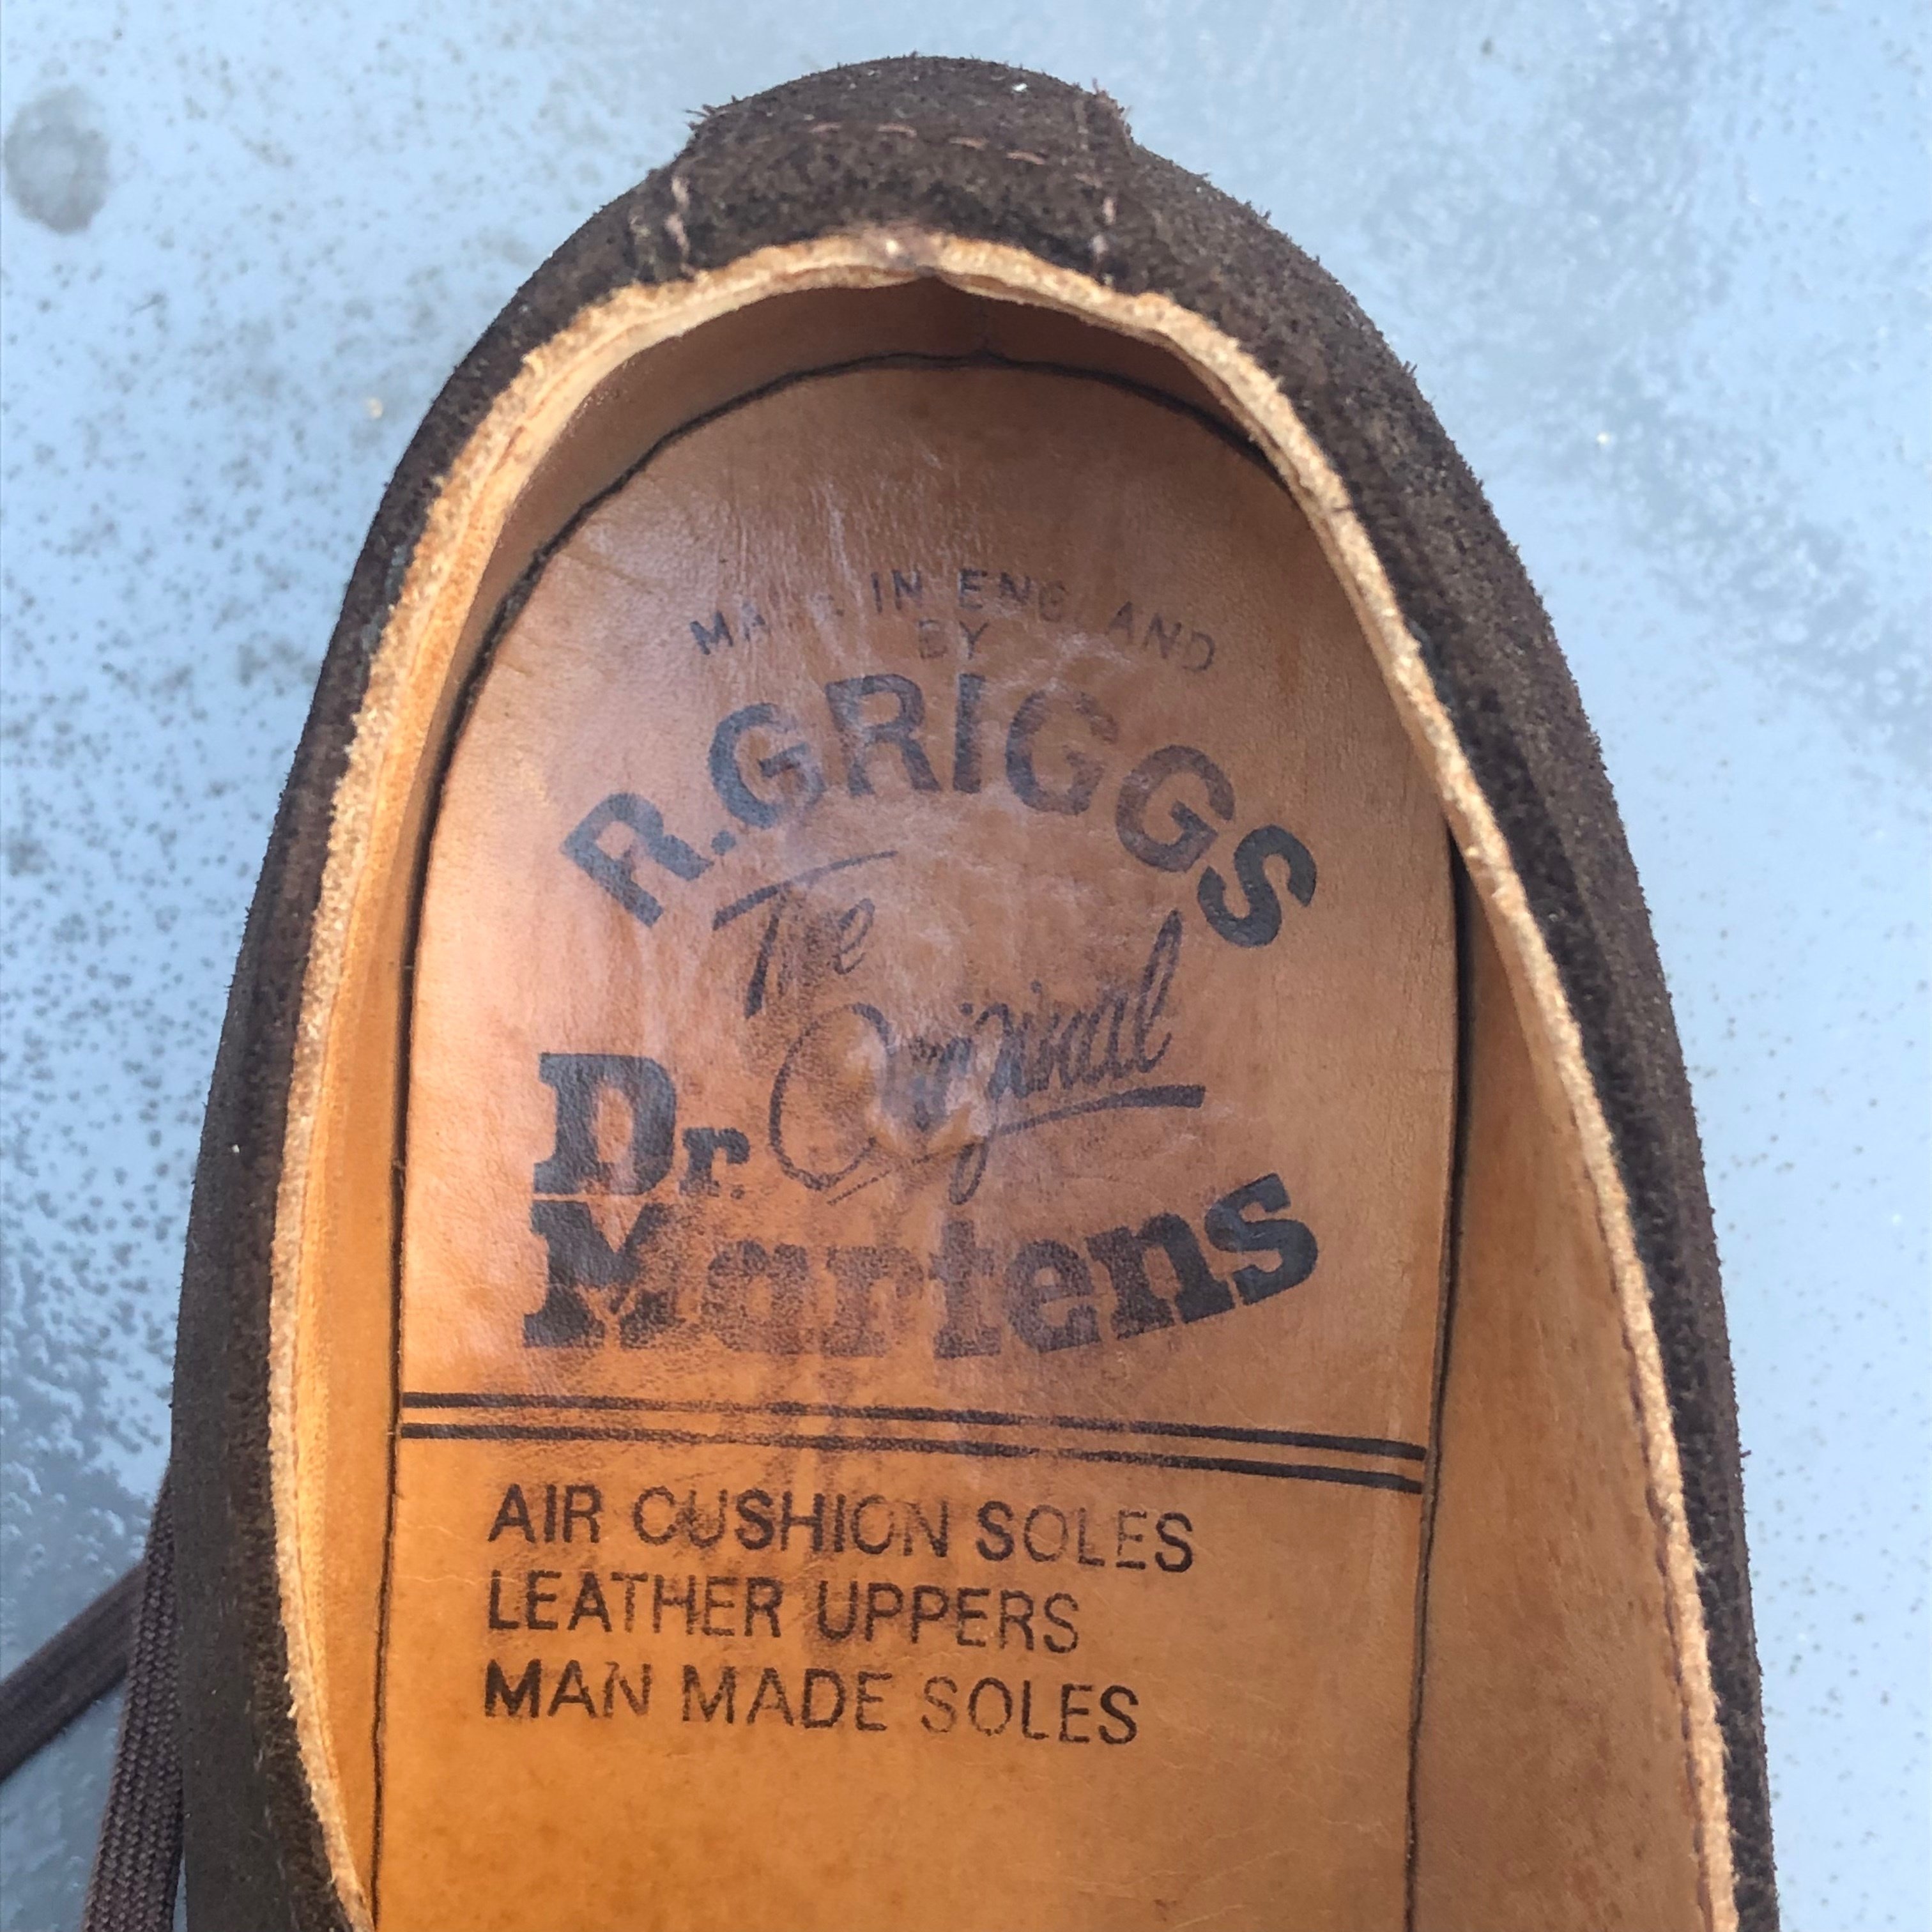 MADE IN ENGLAND
BY
R. GRIGGS
The
Original
Dr.
Martens
AIR CUSHION SOLES
LEATHER UPPERS
MAN MADE SOLES